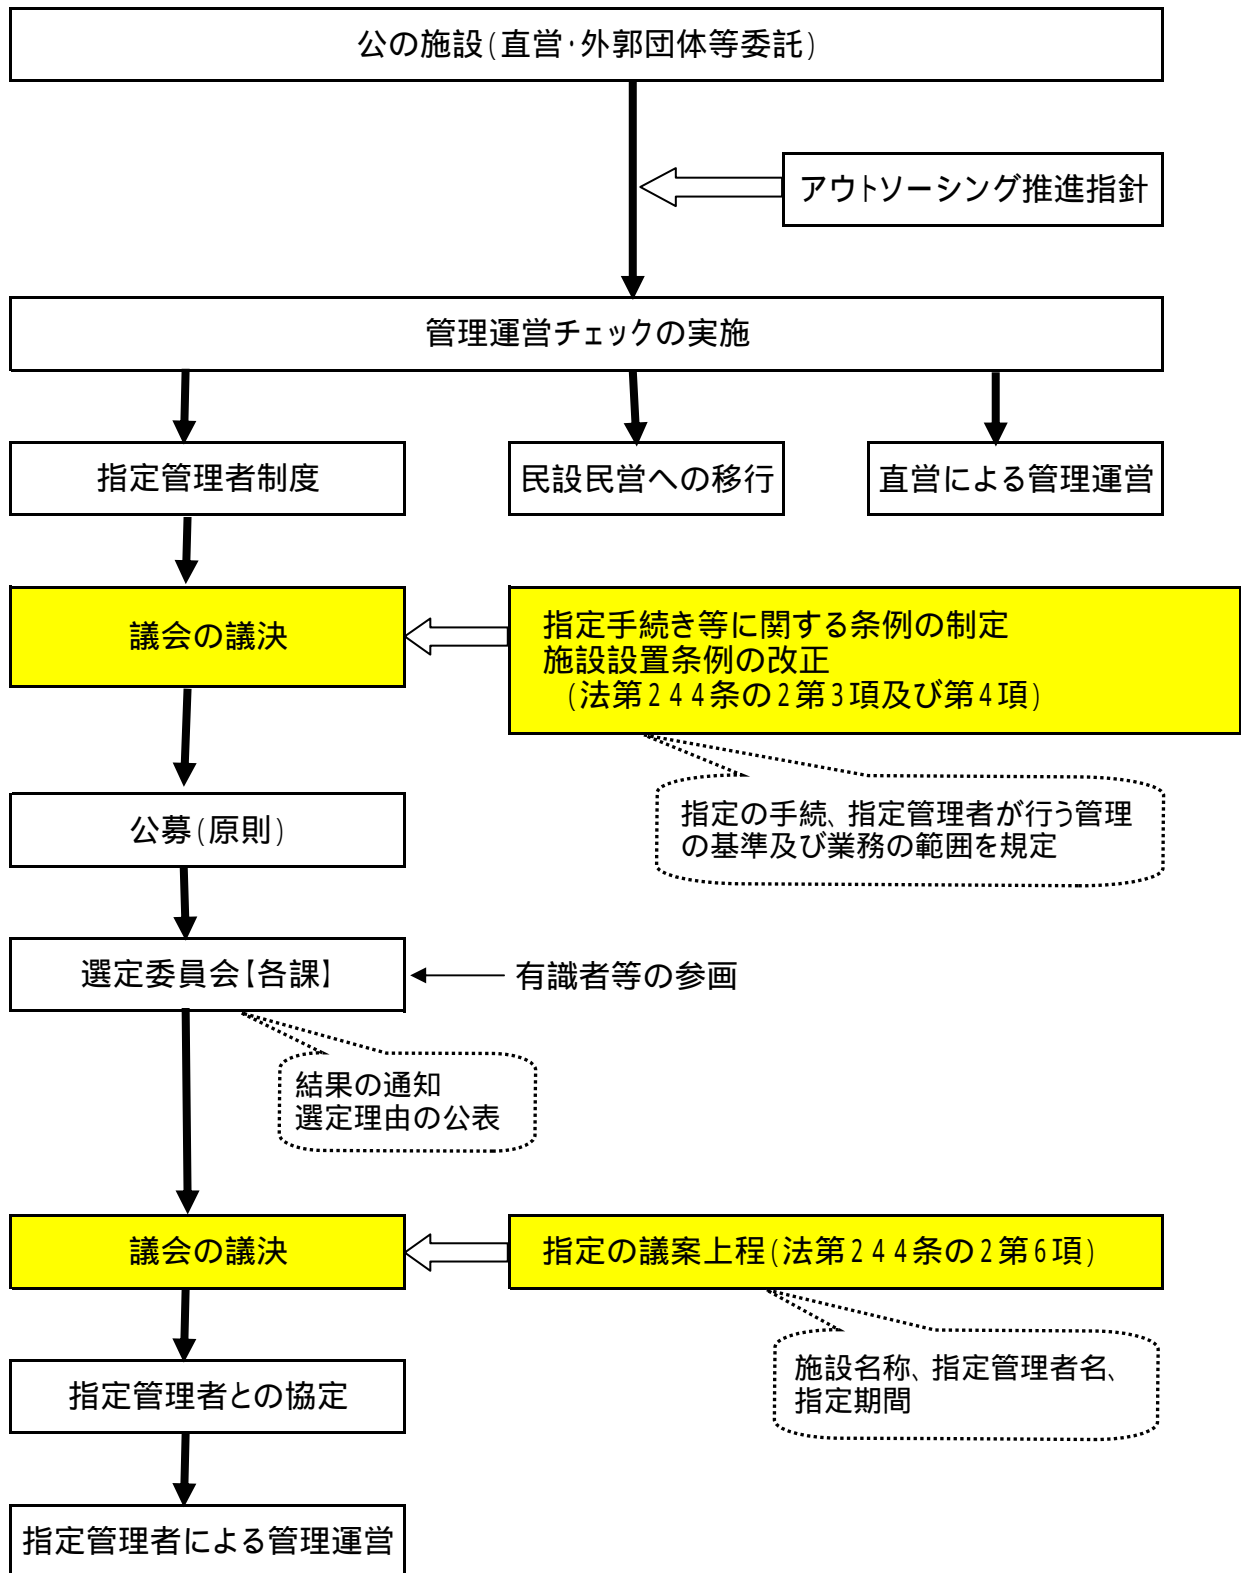 公の施設(直営・外郭団体等委託)
アウトソーシング推進指針
管理運営チェックの実施
指定管理者制度
民設民営への移行
直営による管理運営
議会の議決
指定手続き等に関する条例の制定
施設設置条例の改正
(法第244条の2第3項及び第4項)
指定の手続、指定管理者が行う管理
の基準及び業務の範囲を規定
公募(原則)
選定委員会【各課】
有識者等の参画
結果の通知
選定理由の公表
議会の議決
指定の議案上程(法第244条の2第6項)
施設名称、指定管理者名、
指定期間
指定管理者との協定
指定管理者による管理運営